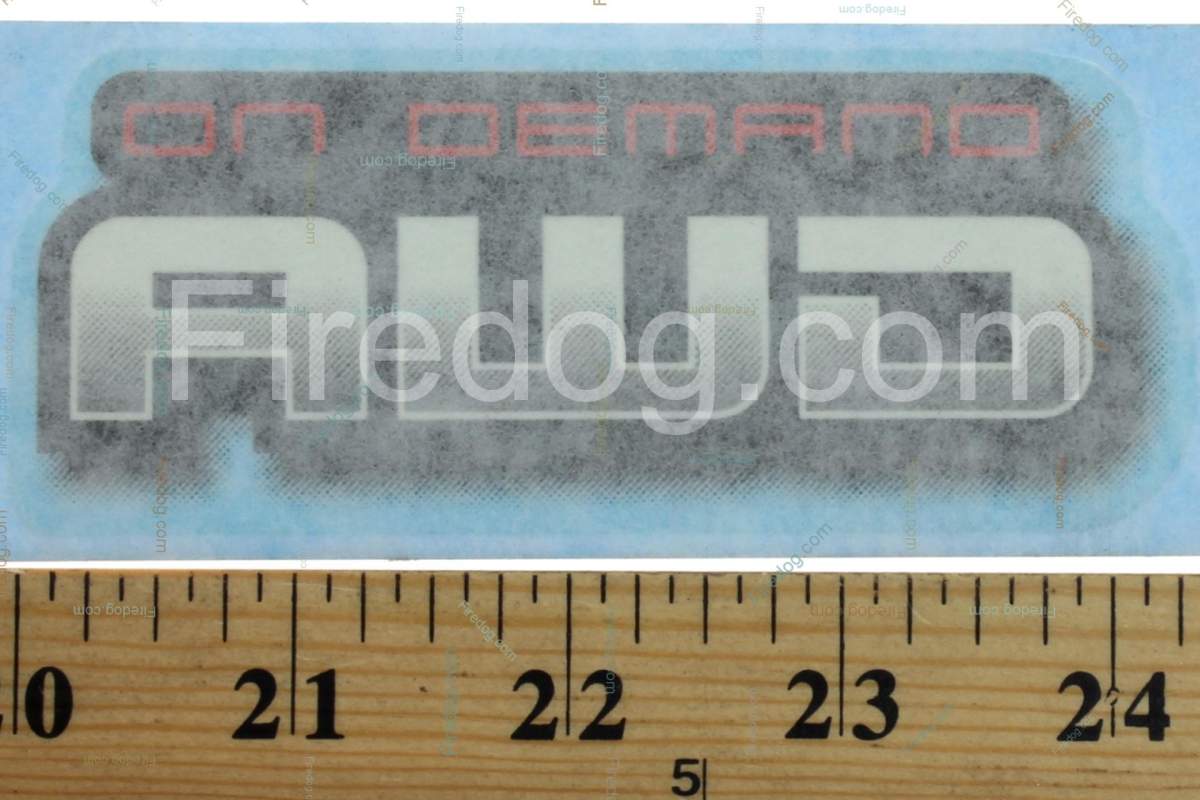 ON DEMAND
AWD
Firedog.com
20 21 22 23 24
5